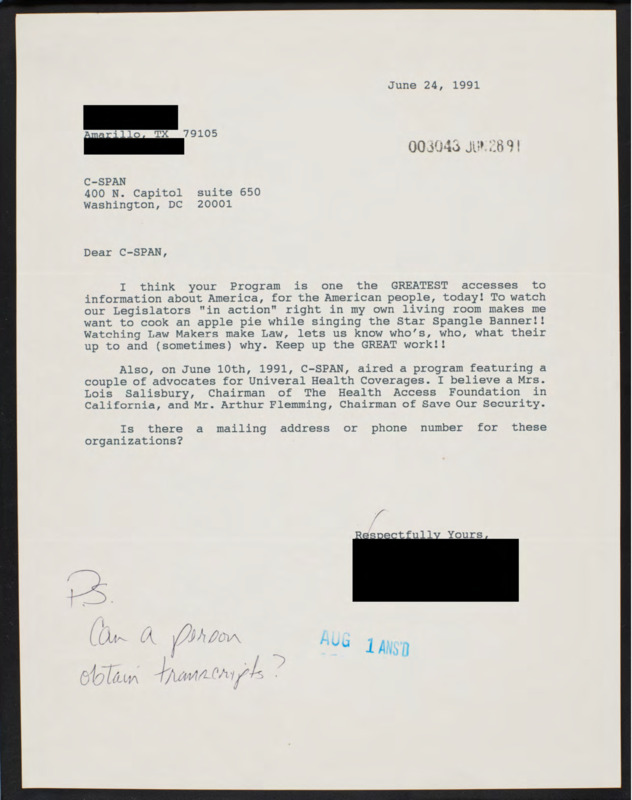 June 24, 1991
Amarillo, TX 79105
003043 JUN 28 91
C-SPAN
400 N. Capitol suite 650
Washington, DC 20001
Dear C-SPAN,
I think your Program is one the GREATEST accesses to
information about America, for the American people, today! To watch
our Legislators "in action" right in my own living room makes me
want to cook an apple pie while singing the Star Spangle Banner!!
Watching Law Makers make Law, lets us know who's, who, what their
up to and (sometimes) why. Keep up the GREAT work!!
Also, on June 10th, 1991, C-SPAN, aired a program featuring a
couple of advocates for Univeral Health Coverages. I believe a Mrs.
Lois Salisbury, Chairman of The Health Access Foundation in
California, and Mr. Arthur Flemming, Chairman of Save Our Security.
Is there a mailing address or phone number for these
organizations?
Respectfully Yours,
P.S.
Can a person
obtain transcripts?
AUG 1 ANS'D